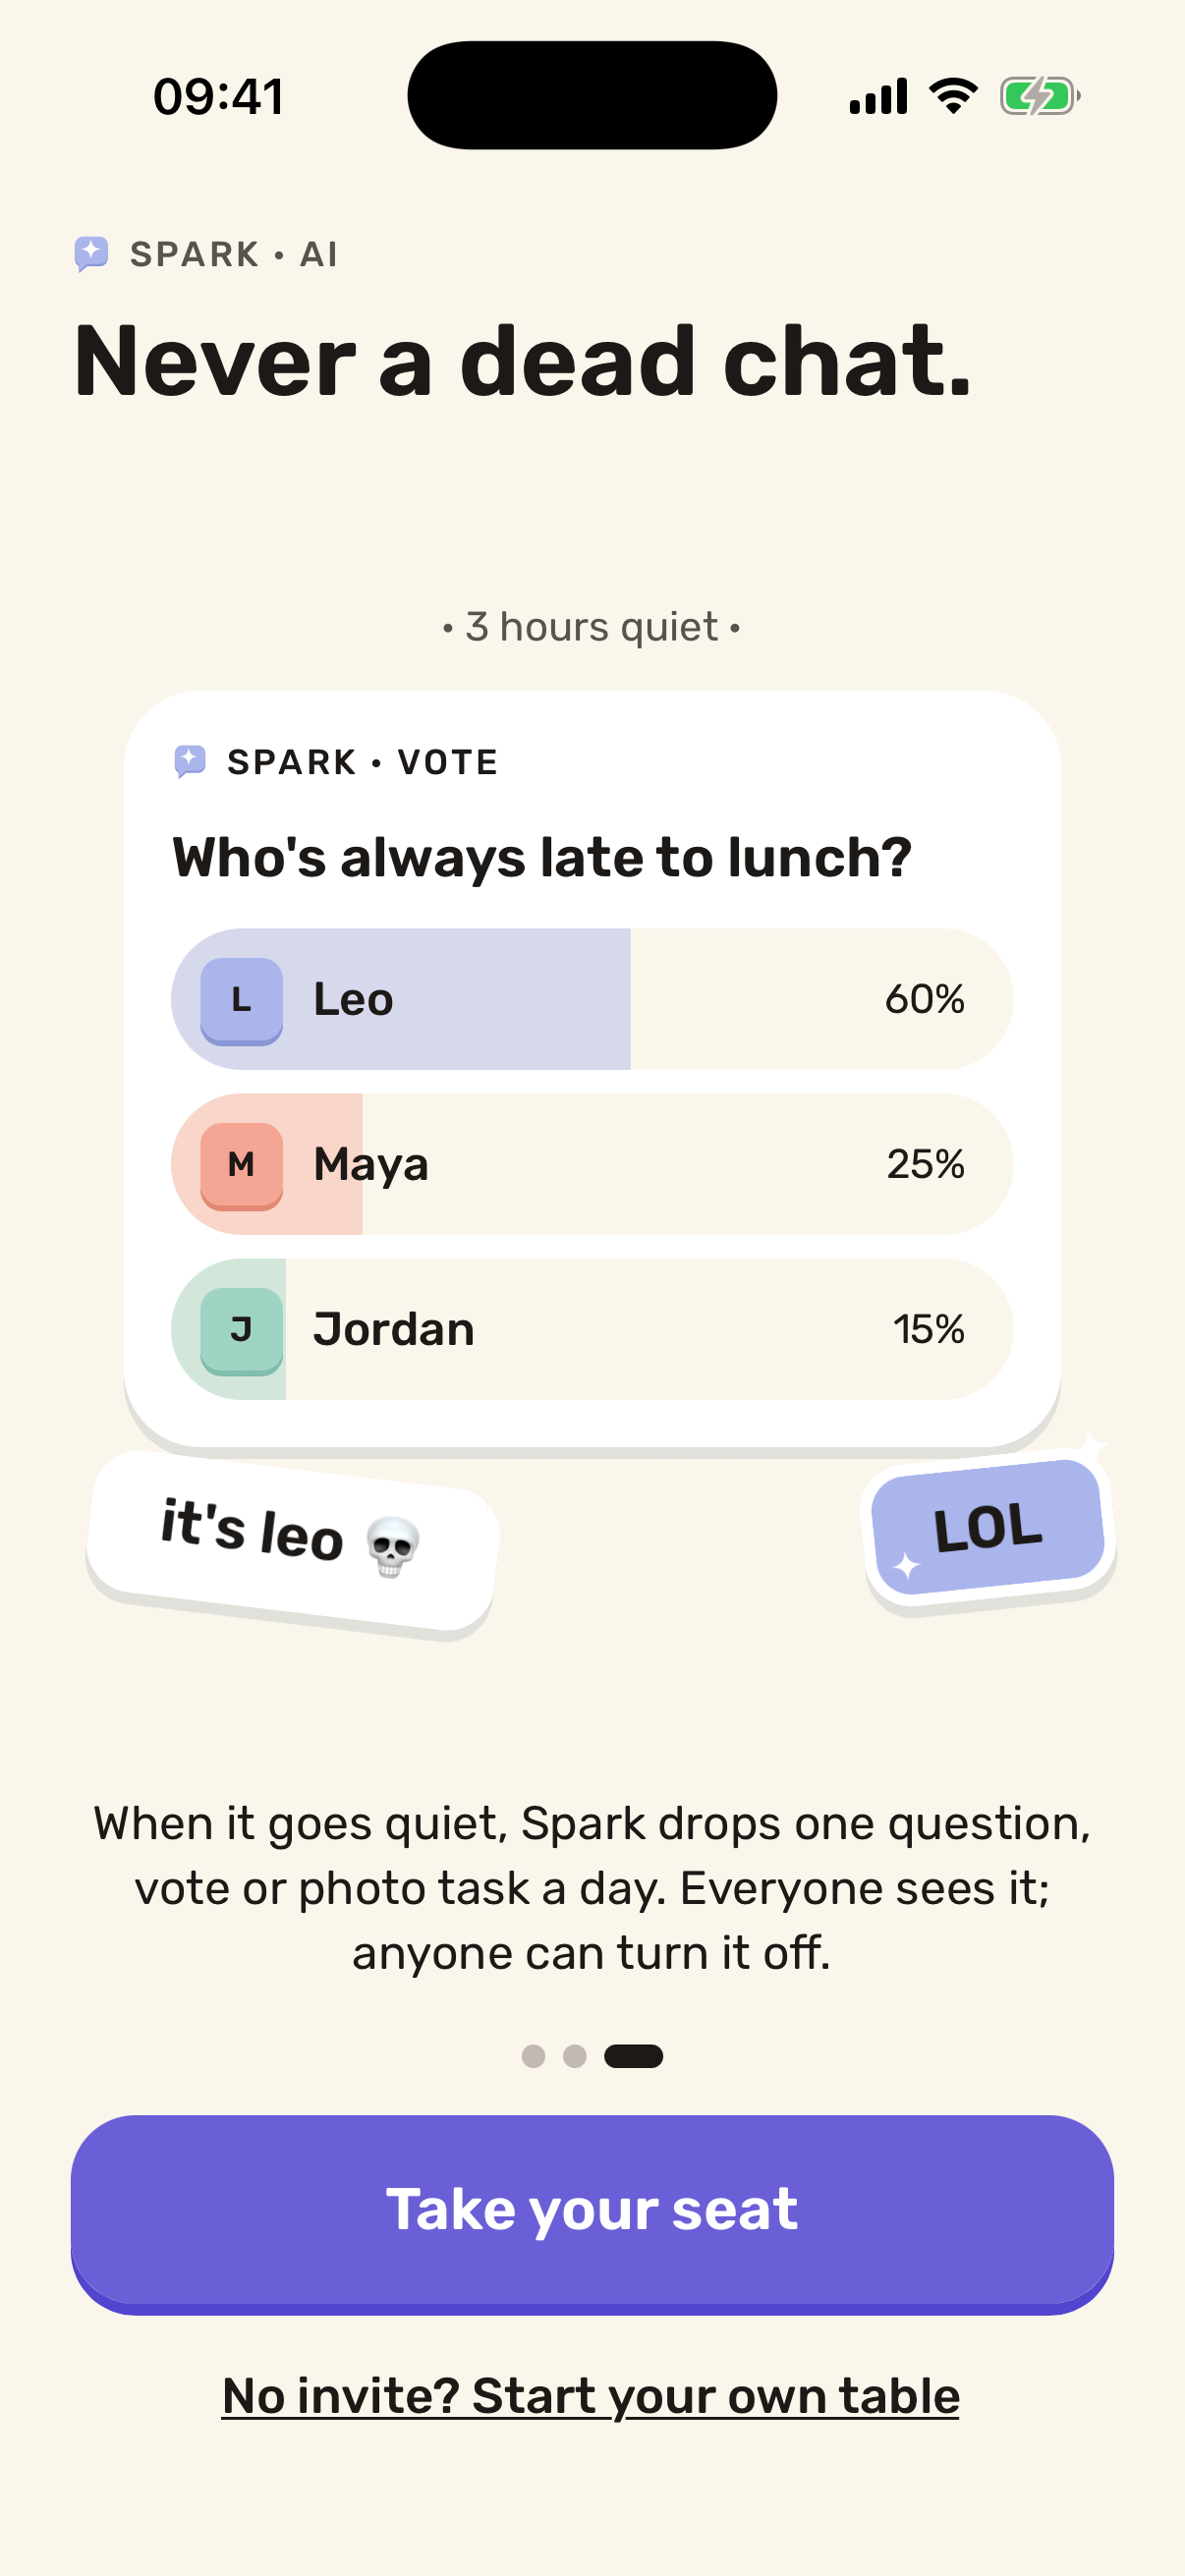 09:41
SPARK • AI
Never a dead chat.
• 3 hours quiet •
SPARK • VOTE
Who's always late to lunch?
L Leo 60%
M Maya 25%
J Jordan 15%
it's leo 💀
LOL
When it goes quiet, Spark drops one question,
vote or photo task a day. Everyone sees it;
anyone can turn it off.
Take your seat
No invite? Start your own table